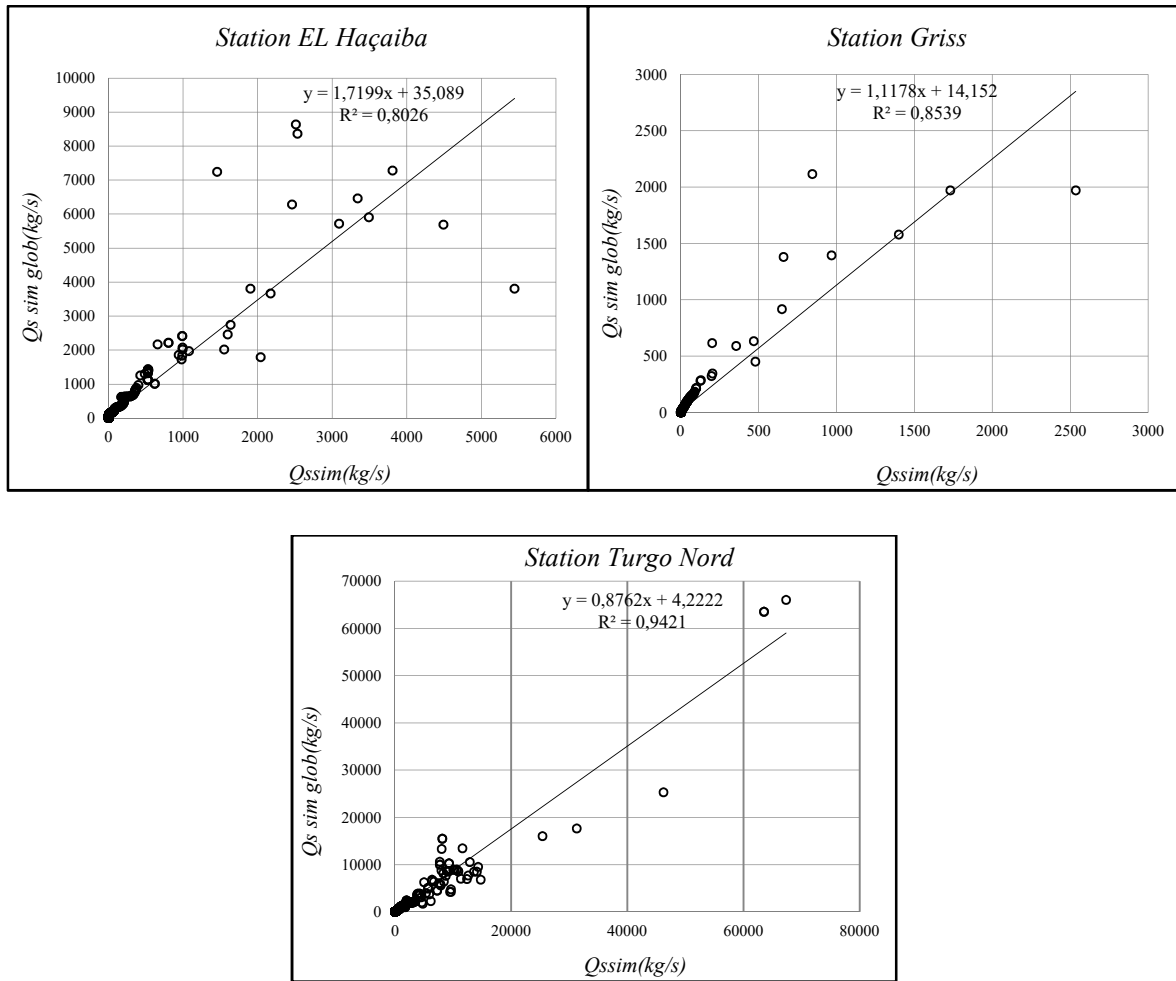 Station EL Haçaiba
10000
9000
8000
7000
6000
5000
4000
3000
2000
1000
0
y = 1,7199x + 35,089
R² = 0,8026
Qs sim glob(kg/s)
0 1000 2000 3000 4000 5000 6000
Qssim(kg/s)
Station Griss
3000
2500
2000
1500
1000
500
0
y = 1,1178x + 14,152
R² = 0,8539
Qs sim glob(kg/s)
0 500 1000 1500 2000 2500 3000
Qssim(kg/s)
Station Turgo Nord
70000
60000
50000
40000
30000
20000
10000
0
y = 0,8762x + 4,2222
R² = 0,9421
Qs sim glob(kg/s)
0 20000 40000 60000 80000
Qssim(kg/s)